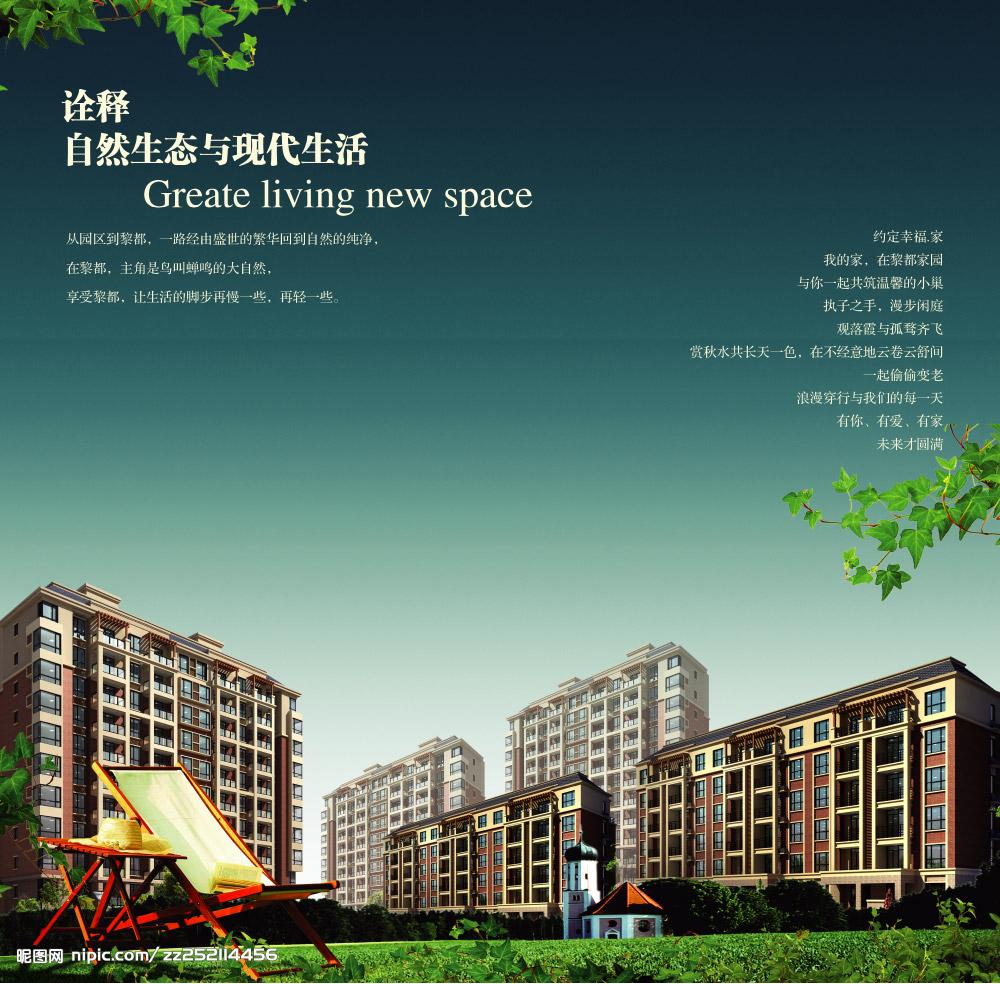 诠释
自然生态与现代生活
Greate living new space
从园区到黎都，一路经由盛世的繁华回到自然的纯净，
在黎都，主角是鸟叫蝉鸣的大自然，
享受黎都，让生活的脚步再慢一些，再轻一些。
约定幸福.家
我的家，在黎都家园
与你一起共筑温馨的小巢
执子之手，漫步闲庭
观落霞与孤骛齐飞
赏秋水共长天一色，在不经意地云卷云舒间
一起偷偷变老
浪漫穿行与我们的每一天
有你、有爱、有家
未来才圆满
昵图网 nipic.com/zz252114456